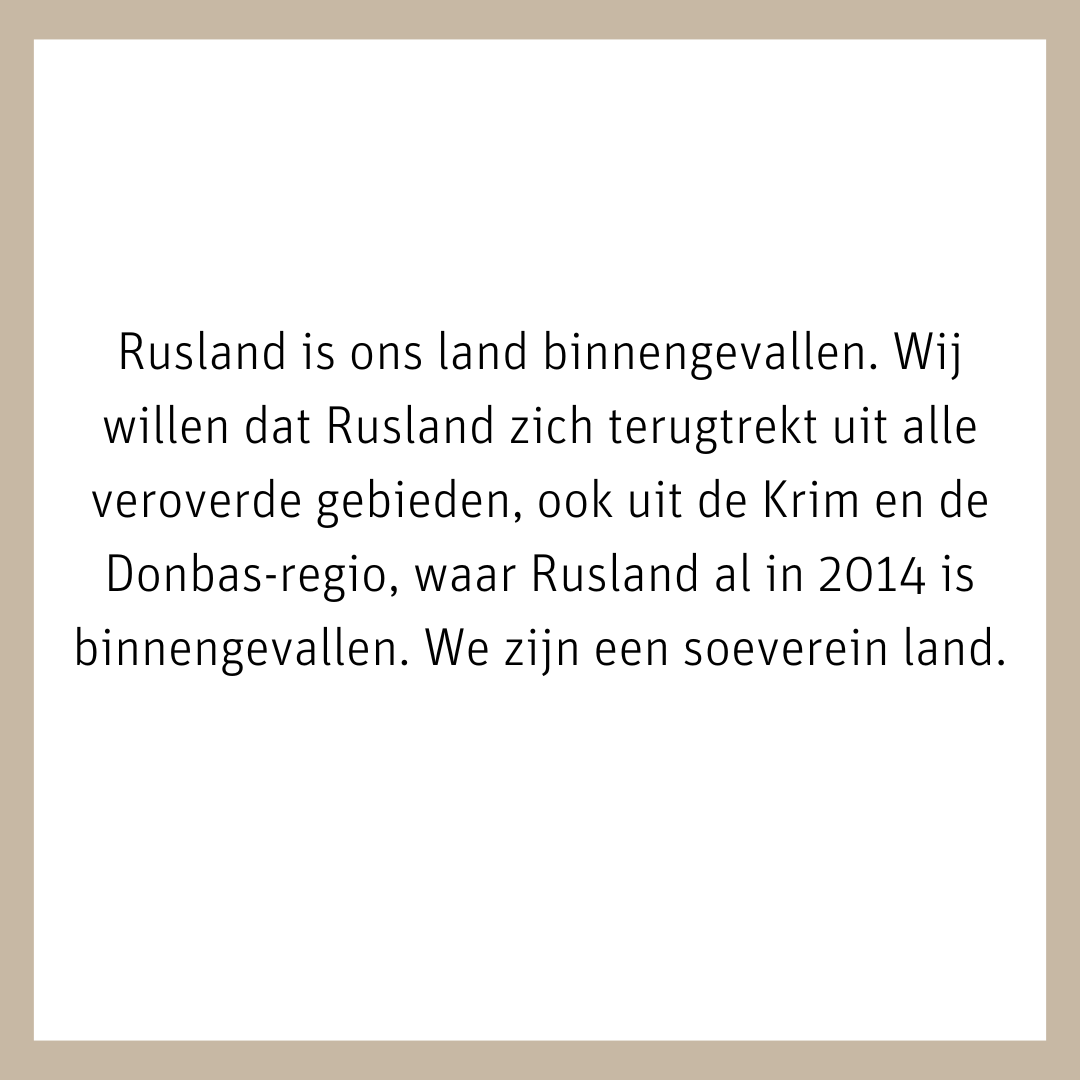 Rusland is ons land binnengevallen. Wij
willen dat Rusland zich terugtrekt uit alle
veroverde gebieden, ook uit de Krim en de
Donbas-regio, waar Rusland al in 2014 is
binnengevallen. We zijn een soeverein land.